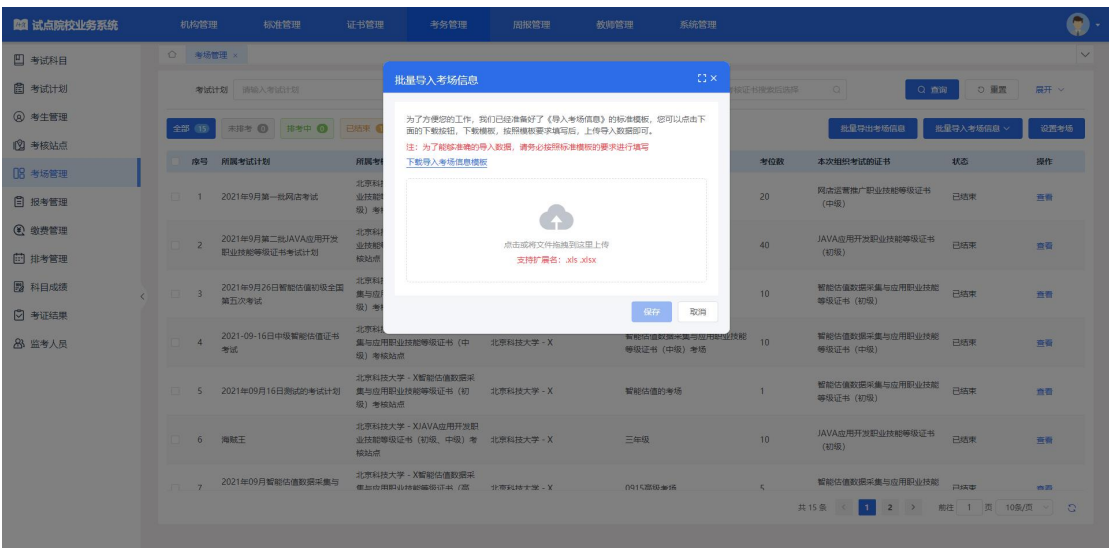 试点院校业务系统
机构管理 标准管理 证书管理 考务管理 周报管理 教师管理 系统管理
考试科目
考试计划
考生管理
考核站点
考场管理
报考管理
缴费管理
排考管理
科目成绩
考证结果
监考人员
考场管理 ×
考试计划 请输入考试计划
查询 重置 展开
全部 15 未排考 0 排考中 0 已结束
批量导出考场信息 批量导入考场信息 设置考场
批量导入考场信息
为了方便您的工作，我们已经准备好了《导入考场信息》的标准模板，您可以点击下
面的下载按钮，下载模板，按照模板要求填写后，上传导入数据即可。
注：为了能够准确的导入数据，请务必按照标准模板的要求进行填写
下载导入考场信息模板
点击或将文件拖拽到这里上传
支持扩展名：.xls .xlsx
保存 取消
序号 所属考试计划 考位数 本次组织考试的证书 状态 操作
1 2021年9月第一批网店考试 20 网店运营推广职业技能等级证书
（中级） 已结束 查看
2 2021年9月第二批JAVA应用开发
职业技能等级证书考试计划 40 JAVA应用开发职业技能等级证书
（初级） 已结束 查看
3 2021年9月26日智能估值初级全国
第五次考试 10 智能估值数据采集与应用职业技能
等级证书（初级） 已结束 查看
4 2021-09-16日中级智能估值证书
考试 集与应用职业技能等级证书（中
级）考核站点 北京科技大学 - X 智能估值数据采集与应用职业技能
等级证书（中级）考场 10 智能估值数据采集与应用职业技能
等级证书（中级） 已结束 查看
5 2021年09月16日测试的考试计划 北京科技大学 - X智能估值数据采
集与应用职业技能等级证书（初
级）考核站点 北京科技大学 - X 智能估值的考场 1 智能估值数据采集与应用职业技能
等级证书（初级） 已结束 查看
6 海贼王 北京科技大学 - XJAVA应用开发职
业技能等级证书（初级、中级）考
核站点 北京科技大学 - X 三年级 10 JAVA应用开发职业技能等级证书
（初级） 已结束 查看
7 2021年09月智能估值数据采集与 北京科技大学 - X智能估值数据采
集与应用职业技能等级证书（高 北京科技大学 - X 0915高级考场 5 智能估值数据采集与应用职业技能 已结束 查看
共 15 条 1 2 前往 1 页 10条/页